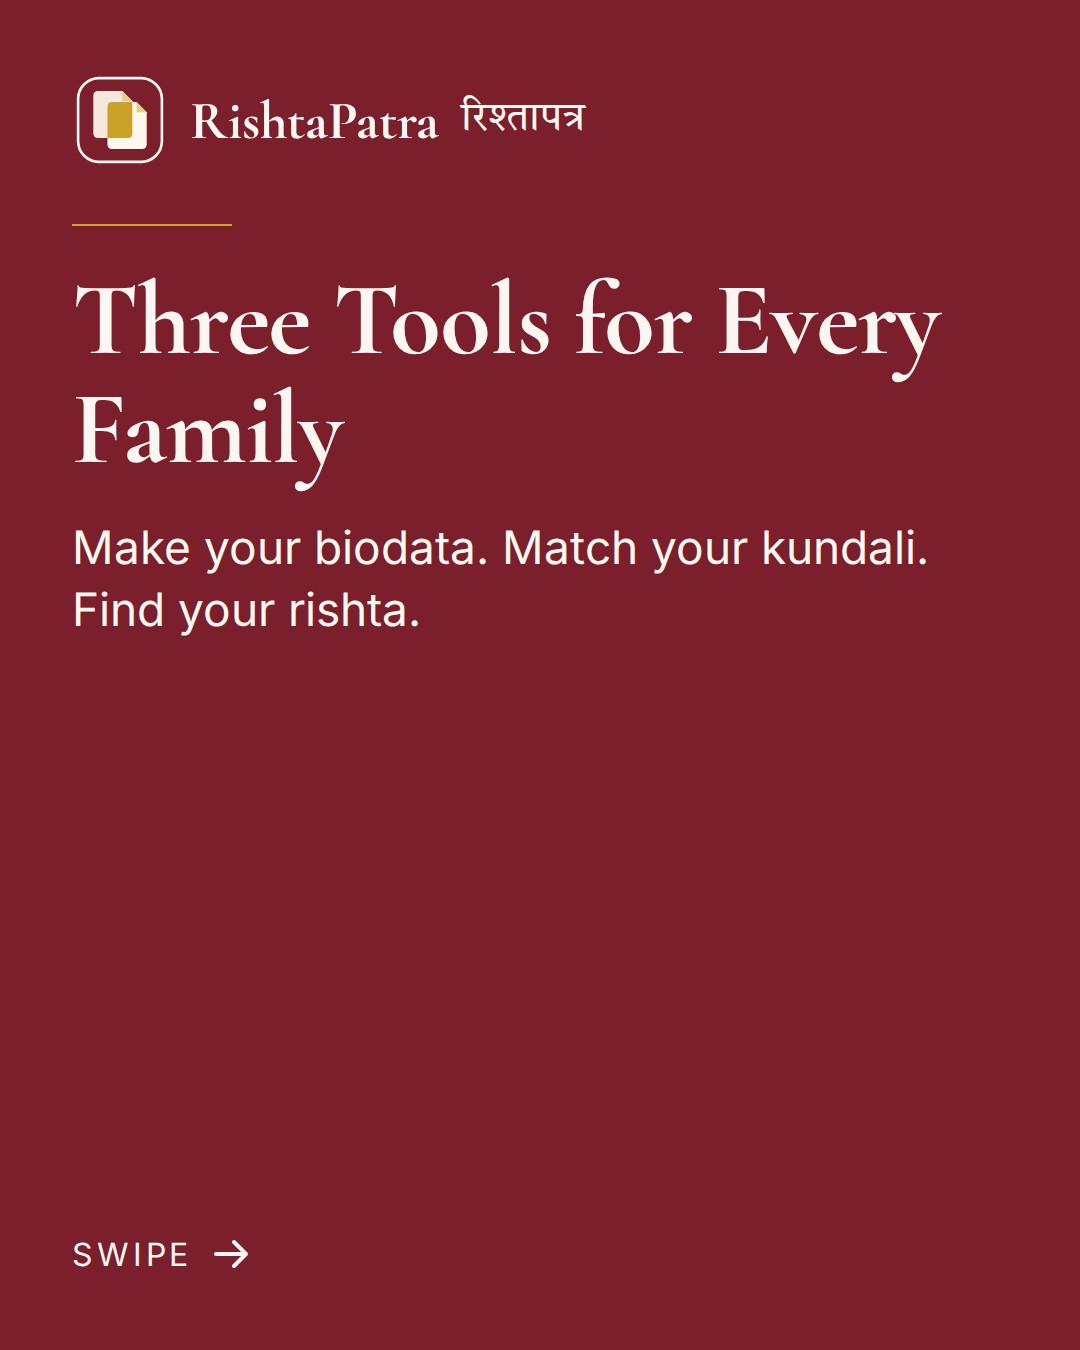 RishtaPatra रिश्तापत्र
Three Tools for Every
Family
Make your biodata. Match your kundali.
Find your rishta.
SWIPE →